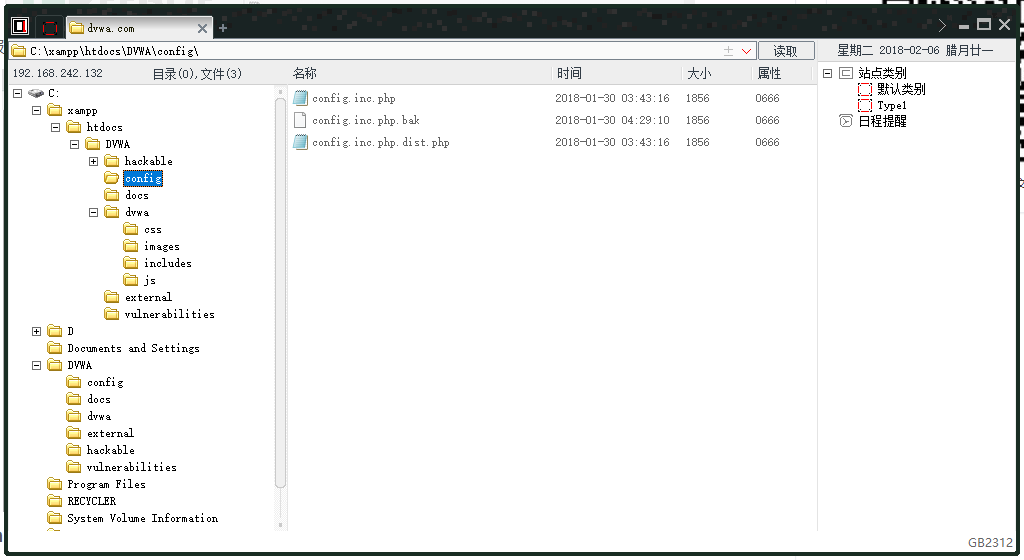 dvwa.com
C:\xampp\htdocs\DVWA\config\
读取
星期二 2018-02-06 腊月廿一
192.168.242.132 目录(0),文件(3)
名称 时间 大小 属性
config.inc.php 2018-01-30 03:43:16 1856 0666
config.inc.php.bak 2018-01-30 04:29:10 1856 0666
config.inc.php.dist.php 2018-01-30 03:43:16 1856 0666
C:
xampp
htdocs
DVWA
hackable
config
docs
dvwa
css
images
includes
js
external
vulnerabilities
D
Documents and Settings
DVWA
config
docs
dvwa
external
hackable
vulnerabilities
Program Files
RECYCLER
System Volume Information
站点类别
默认类别
Type1
日程提醒
GB2312